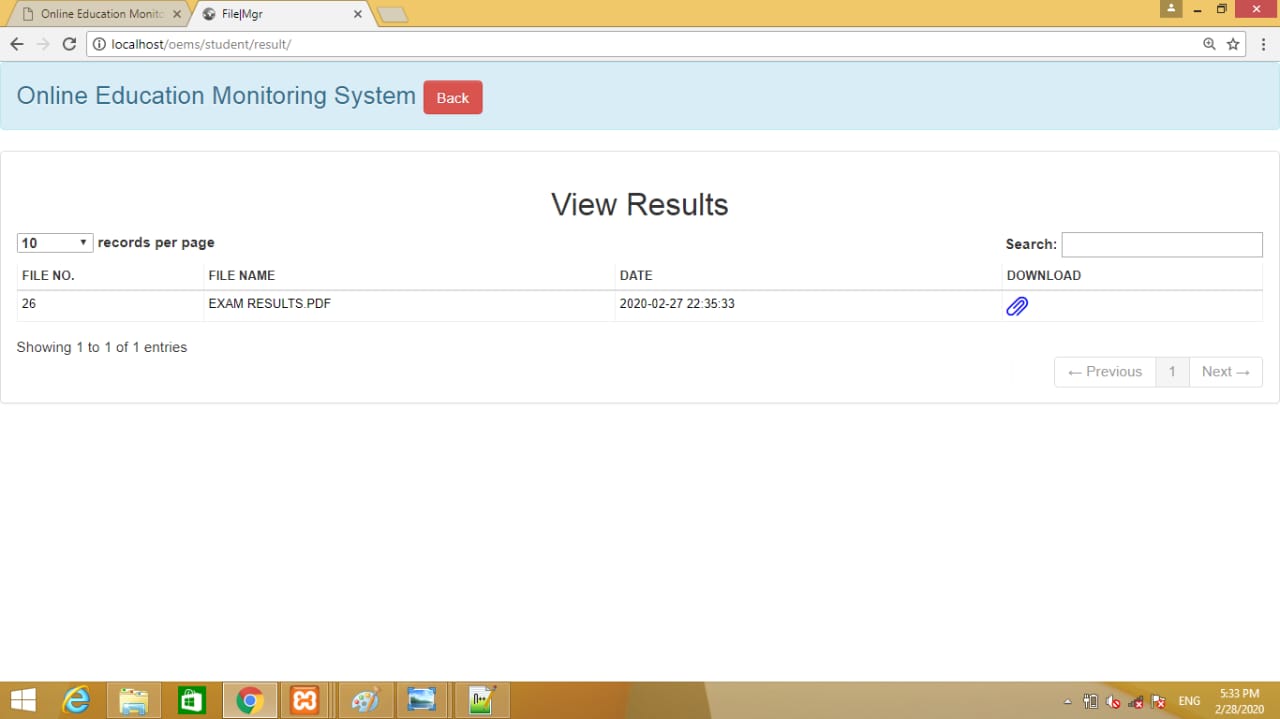 Online Education Monito
File|Mgr
localhost/oems/student/result/
Online Education Monitoring System Back
View Results
10 records per page Search:
FILE NO. FILE NAME DATE DOWNLOAD
26 EXAM RESULTS.PDF 2020-02-27 22:35:33
Showing 1 to 1 of 1 entries
← Previous 1 Next →
ENG
5:33 PM
2/28/2020